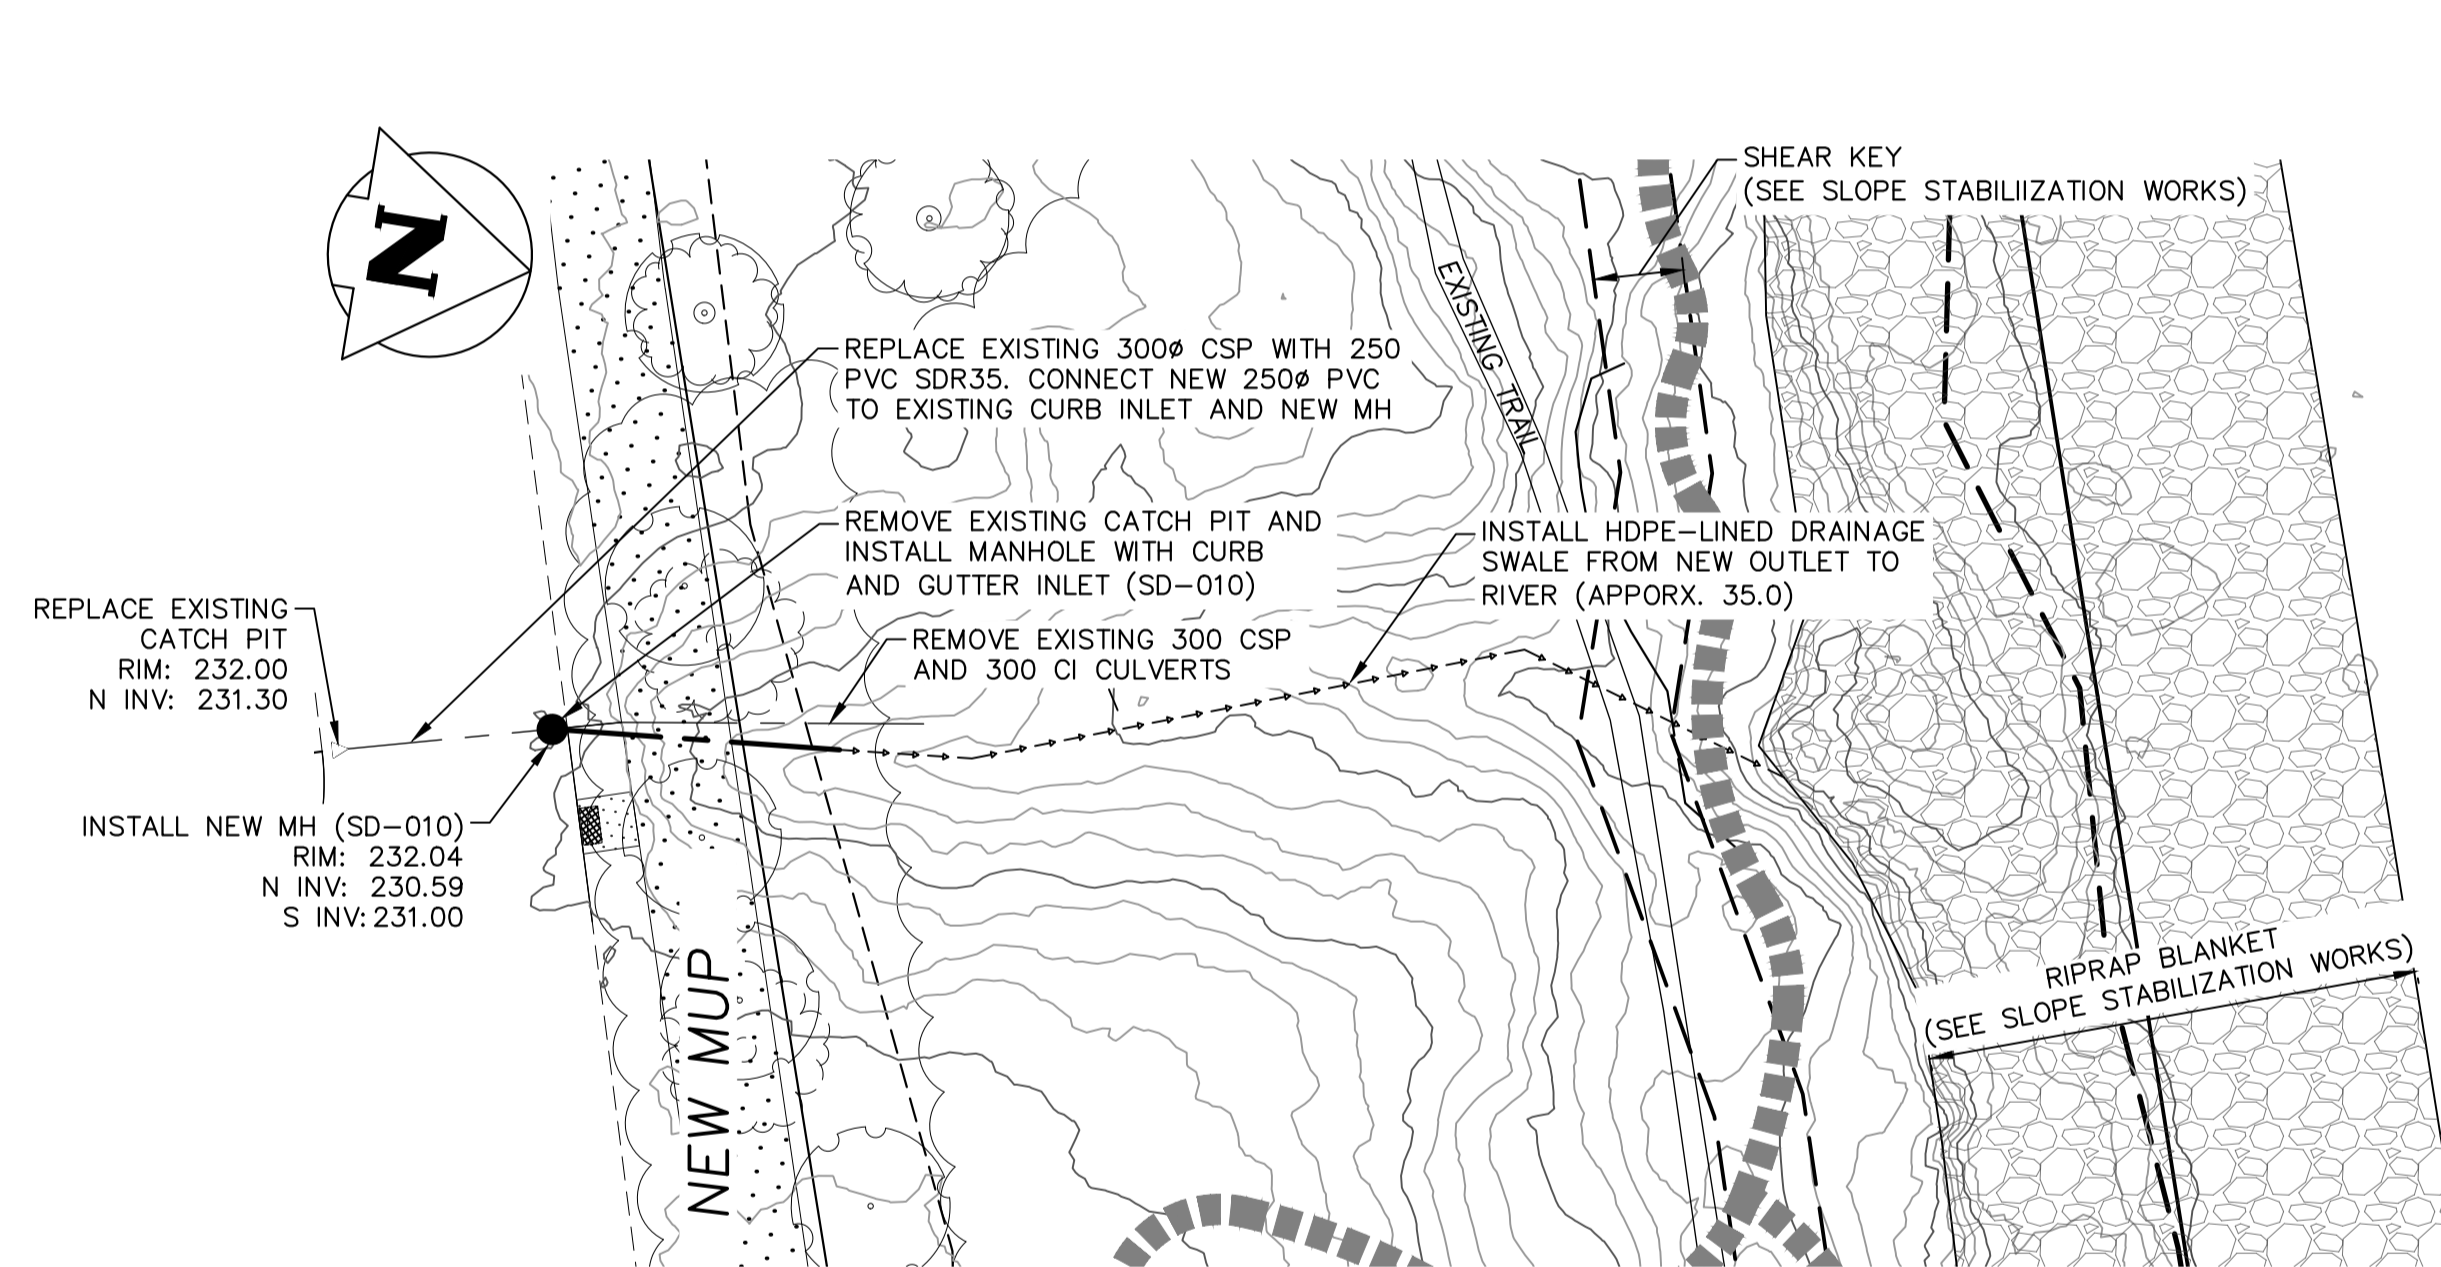 N
SHEAR KEY
(SEE SLOPE STABILIIZATION WORKS)
EXISTING TRAIL
REPLACE EXISTING 300ø CSP WITH 250
PVC SDR35. CONNECT NEW 250ø PVC
TO EXISTING CURB INLET AND NEW MH
REMOVE EXISTING CATCH PIT AND
INSTALL MANHOLE WITH CURB
AND GUTTER INLET (SD-010)
INSTALL HDPE-LINED DRAINAGE
SWALE FROM NEW OUTLET TO
RIVER (APPORX. 35.0)
REPLACE EXISTING
CATCH PIT
RIM: 232.00
N INV: 231.30
REMOVE EXISTING 300 CSP
AND 300 CI CULVERTS
INSTALL NEW MH (SD-010)
RIM: 232.04
N INV: 230.59
S INV: 231.00
NEW MUP
RIPRAP BLANKET
(SEE SLOPE STABILIZATION WORKS)